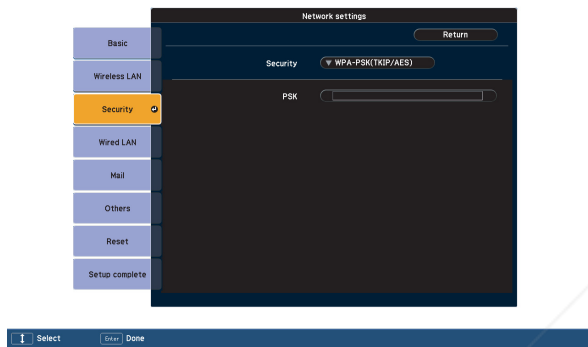 Network settings
Return
Basic
Security ▼ WPA-PSK(TKIP/AES)
Wireless LAN
PSK
Security
Wired LAN
Mail
Others
Reset
Setup complete
Select Enter Done